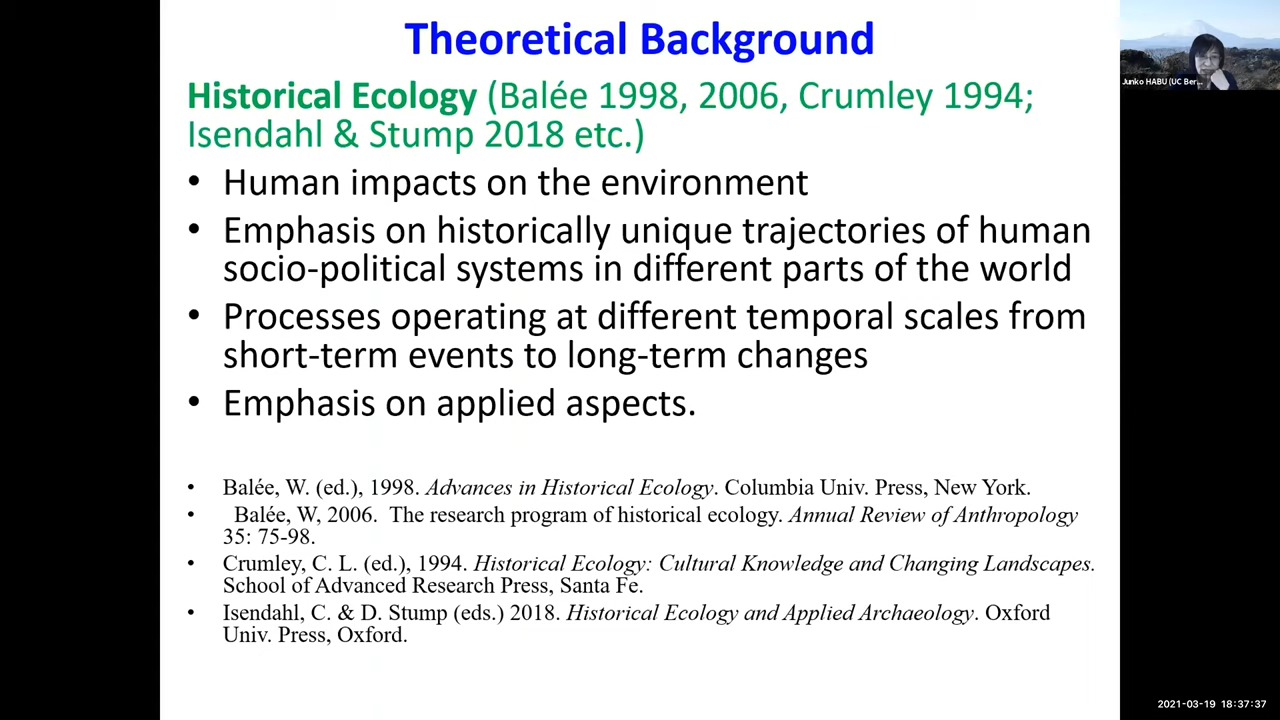 Theoretical Background
Historical Ecology (Balée 1998, 2006, Crumley 1994;
Isendahl & Stump 2018 etc.)
• Human impacts on the environment
• Emphasis on historically unique trajectories of human
socio-political systems in different parts of the world
• Processes operating at different temporal scales from
short-term events to long-term changes
• Emphasis on applied aspects.
• Balée, W. (ed.), 1998. Advances in Historical Ecology. Columbia Univ. Press, New York.
• Balée, W, 2006. The research program of historical ecology. Annual Review of Anthropology
35: 75-98.
• Crumley, C. L. (ed.), 1994. Historical Ecology: Cultural Knowledge and Changing Landscapes.
School of Advanced Research Press, Santa Fe.
• Isendahl, C. & D. Stump (eds.) 2018. Historical Ecology and Applied Archaeology. Oxford
Univ. Press, Oxford.
Junko HABU (UC Ber...
2021-03-19 18:37:37